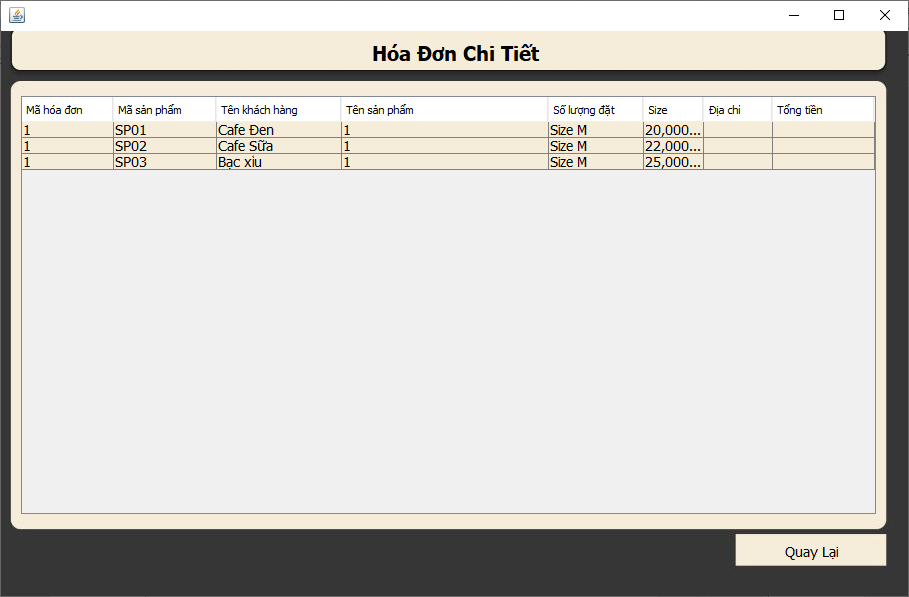 Hóa Đơn Chi Tiết
Mã hóa đơn Mã sản phẩm Tên khách hàng Tên sản phẩm Số lượng đặt Size Địa chỉ Tổng tiền
1 SP01 Cafe Đen 1 Size M 20,000...
1 SP02 Cafe Sữa 1 Size M 22,000...
1 SP03 Bạc xỉu 1 Size M 25,000...
Quay Lại